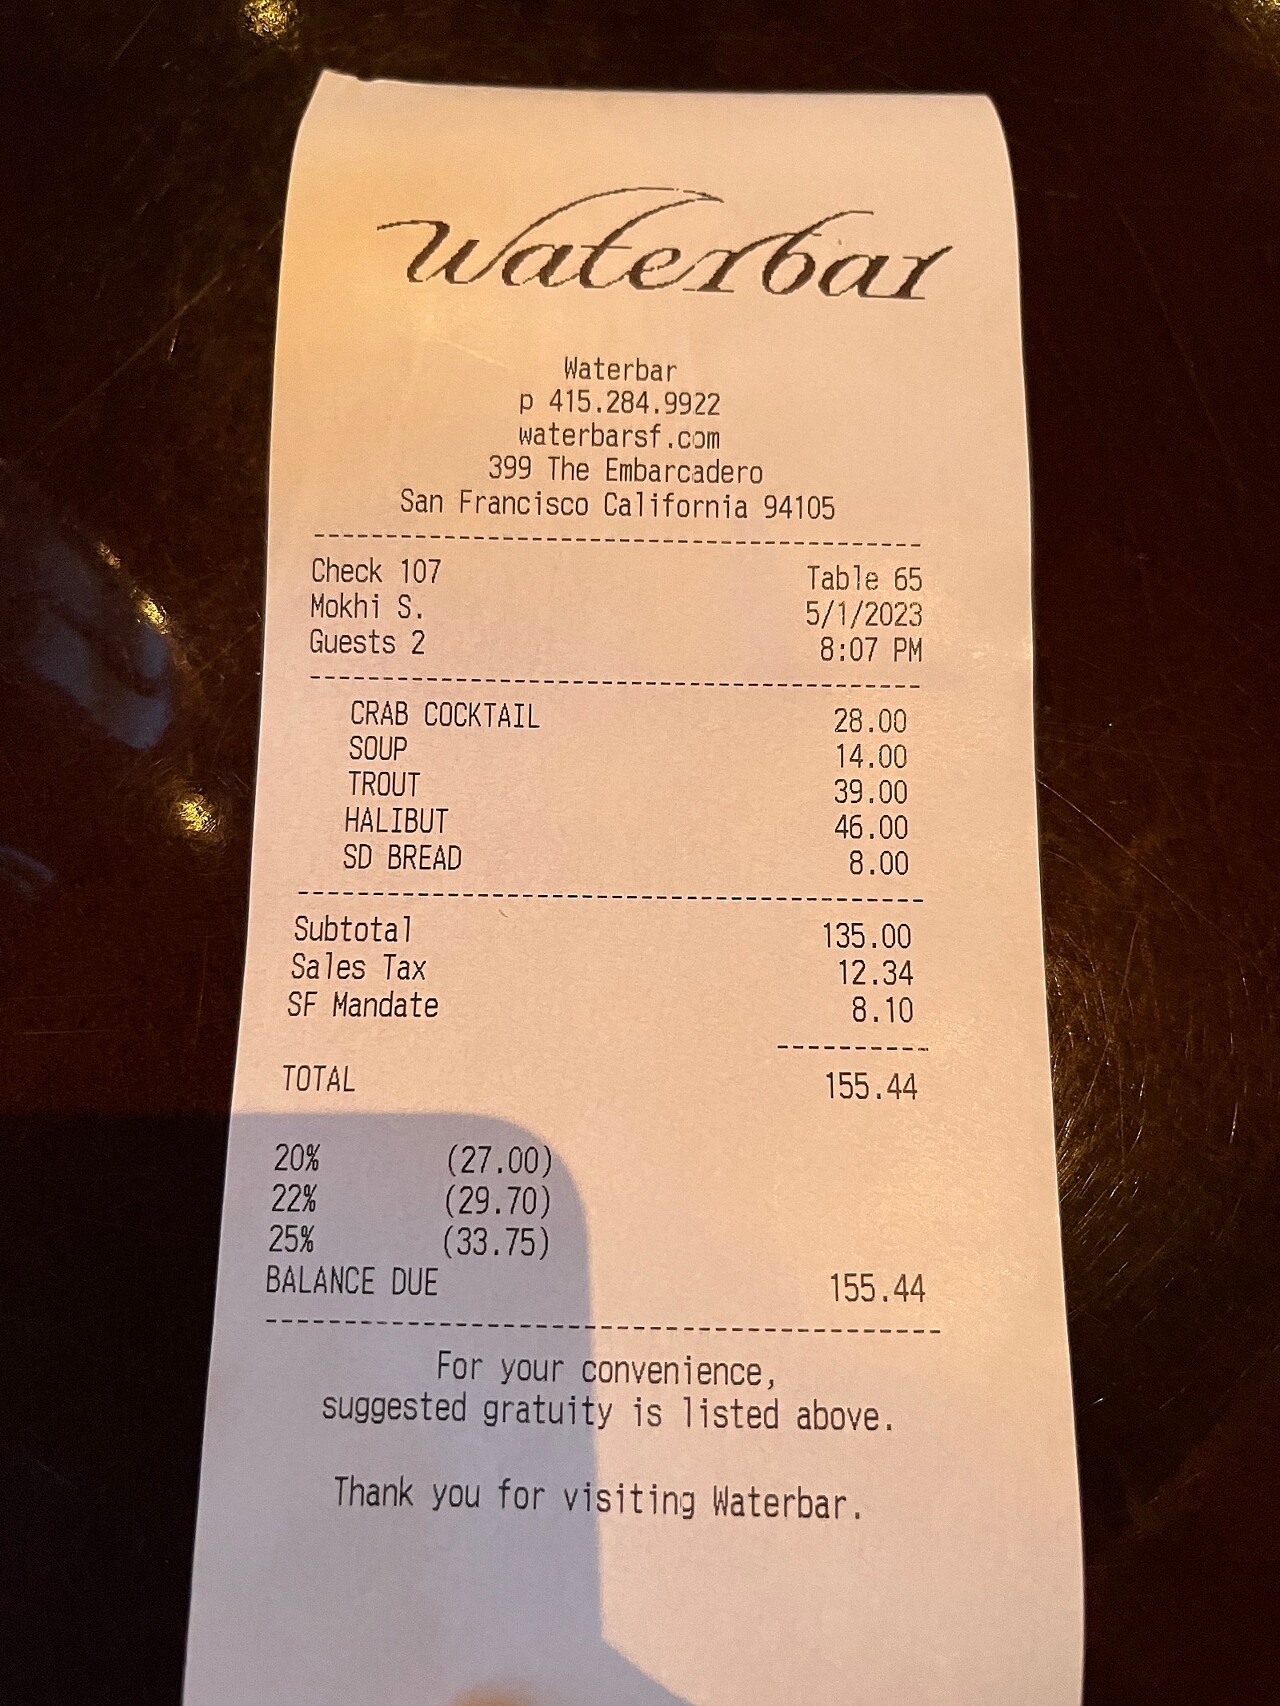 Waterbar
Waterbar
p 415.284.9922
waterbarsf.com
399 The Embarcadero
San Francisco California 94105
Check 107 Table 65
Mokhi S. 5/1/2023
Guests 2 8:07 PM
CRAB COCKTAIL 28.00
SOUP 14.00
TROUT 39.00
HALIBUT 46.00
SD BREAD 8.00
Subtotal 135.00
Sales Tax 12.34
SF Mandate 8.10
TOTAL 155.44
20% (27.00)
22% (29.70)
25% (33.75)
BALANCE DUE 155.44
For your convenience,
suggested gratuity is listed above.
Thank you for visiting Waterbar.